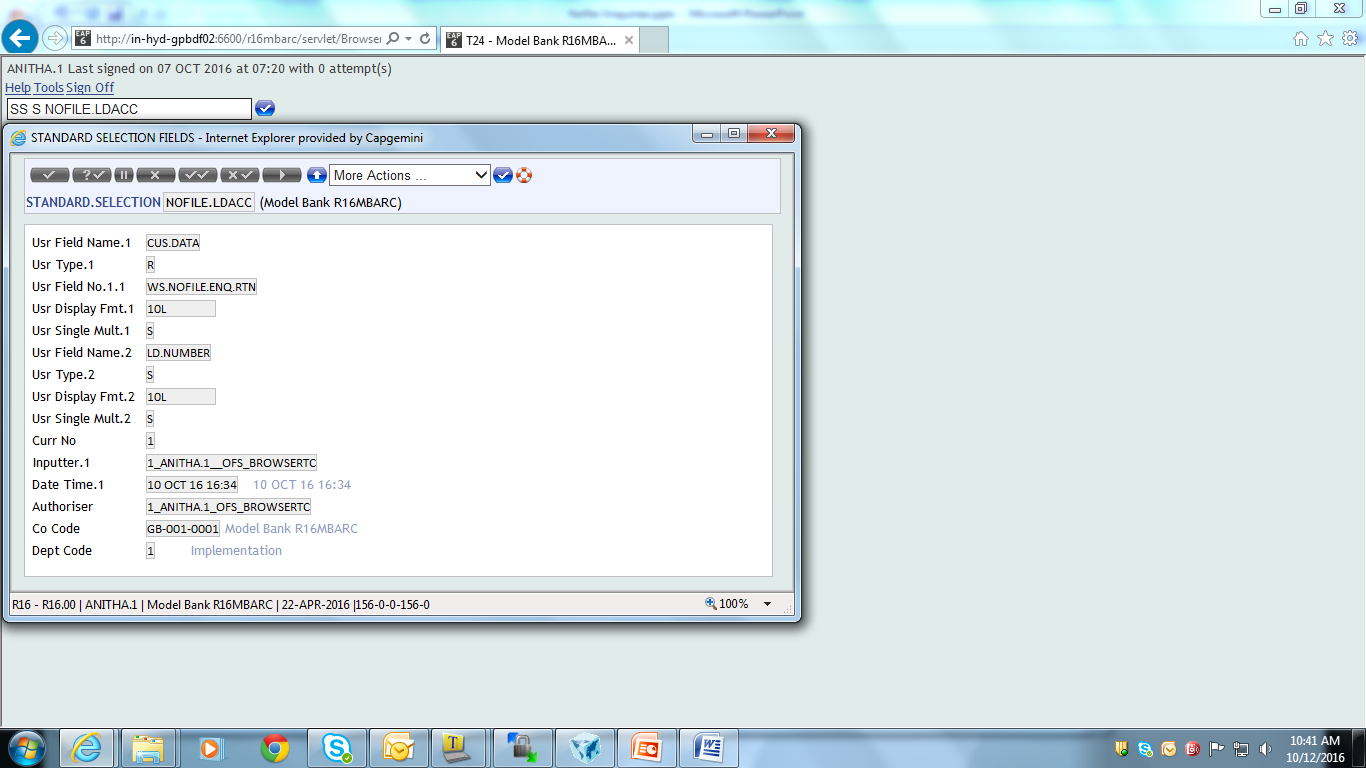 Nofile Enquiries.pptx - Microsoft PowerPoint
http://in-hyd-gpbdf02:6600/r16mbarc/servlet/Browser
T24 - Model Bank R16MBA...
ANITHA.1 Last signed on 07 OCT 2016 at 07:20 with 0 attempt(s)
Help Tools Sign Off
SS S NOFILE.LDACC
STANDARD SELECTION FIELDS - Internet Explorer provided by Capgemini
More Actions ...
STANDARD.SELECTION NOFILE.LDACC (Model Bank R16MBARC)
Usr Field Name.1 CUS.DATA
Usr Type.1 R
Usr Field No.1.1 WS.NOFILE.ENQ.RTN
Usr Display Fmt.1 10L
Usr Single Mult.1 S
Usr Field Name.2 LD.NUMBER
Usr Type.2 S
Usr Display Fmt.2 10L
Usr Single Mult.2 S
Curr No 1
Inputter.1 1_ANITHA.1__OFS_BROWSERTC
Date Time.1 10 OCT 16 16:34 10 OCT 16 16:34
Authoriser 1_ANITHA.1_OFS_BROWSERTC
Co Code GB-001-0001 Model Bank R16MBARC
Dept Code 1 Implementation
R16 - R16.00 | ANITHA.1 | Model Bank R16MBARC | 22-APR-2016 |156-0-0-156-0
100%
10:41 AM
10/12/2016